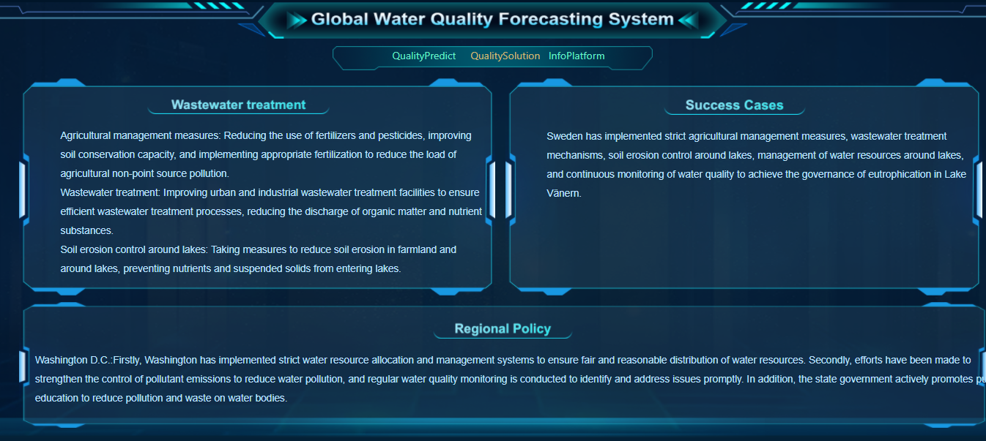 Global Water Quality Forecasting System
QualityPredict QualitySolution InfoPlatform
Wastewater treatment
Agricultural management measures: Reducing the use of fertilizers and pesticides, improving
soil conservation capacity, and implementing appropriate fertilization to reduce the load of
agricultural non-point source pollution.
Wastewater treatment: Improving urban and industrial wastewater treatment facilities to ensure
efficient wastewater treatment processes, reducing the discharge of organic matter and nutrient
substances.
Soil erosion control around lakes: Taking measures to reduce soil erosion in farmland and
around lakes, preventing nutrients and suspended solids from entering lakes.
Success Cases
Sweden has implemented strict agricultural management measures, wastewater treatment
mechanisms, soil erosion control around lakes, management of water resources around lakes,
and continuous monitoring of water quality to achieve the governance of eutrophication in Lake
Vänern.
Regional Policy
Washington D.C.:Firstly, Washington has implemented strict water resource allocation and management systems to ensure fair and reasonable distribution of water resources. Secondly, efforts have been made to
strengthen the control of pollutant emissions to reduce water pollution, and regular water quality monitoring is conducted to identify and address issues promptly. In addition, the state government actively promotes
education to reduce pollution and waste on water bodies.